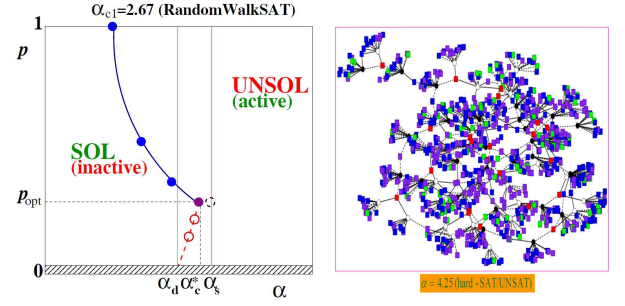 α_c1=2.67 (RandomWalkSAT)
1
p
UNSOL
(active)
SOL
(inactive)
p_opt
0
α_d α_c^* α_s
α
α = 4.25 (hard - SAT/UNSAT)